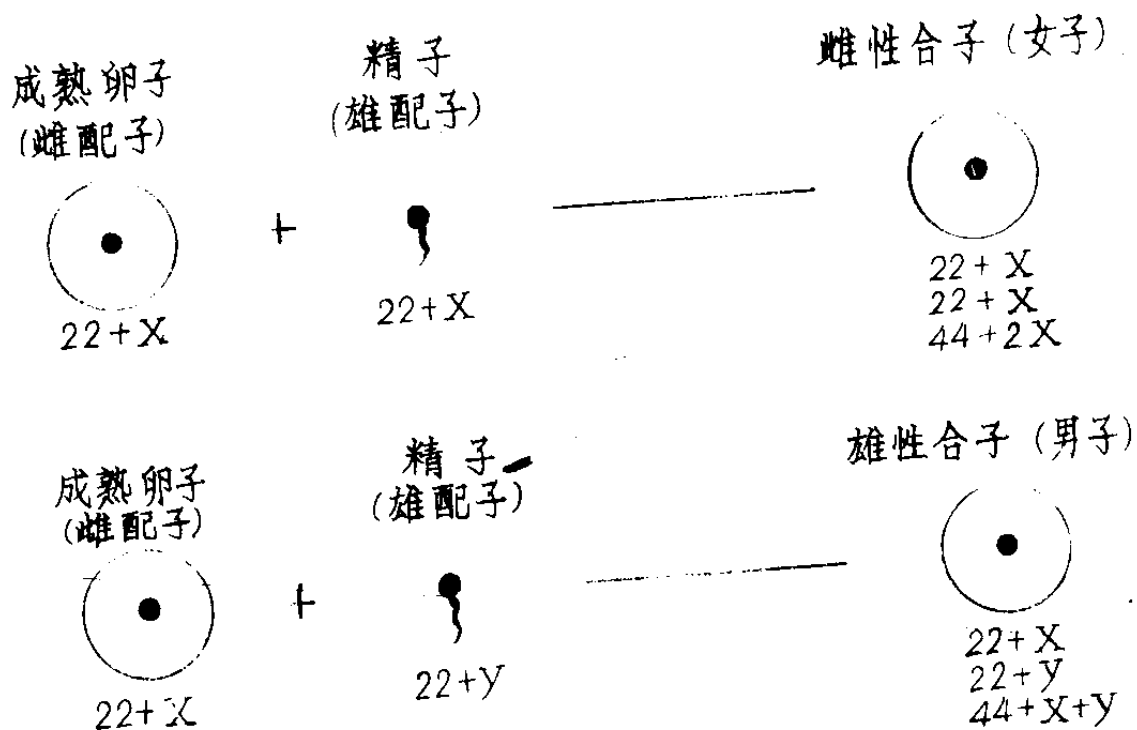 成熟卵子
(雌配子)
22+X
+
精子
(雄配子)
22+X
雌性合子(女子)
22+X
22+X
44+2X
成熟卵子
(雌配子)
22+X
+
精子
(雄配子)
22+y
雄性合子(男子)
22+X
22+y
44+X+y